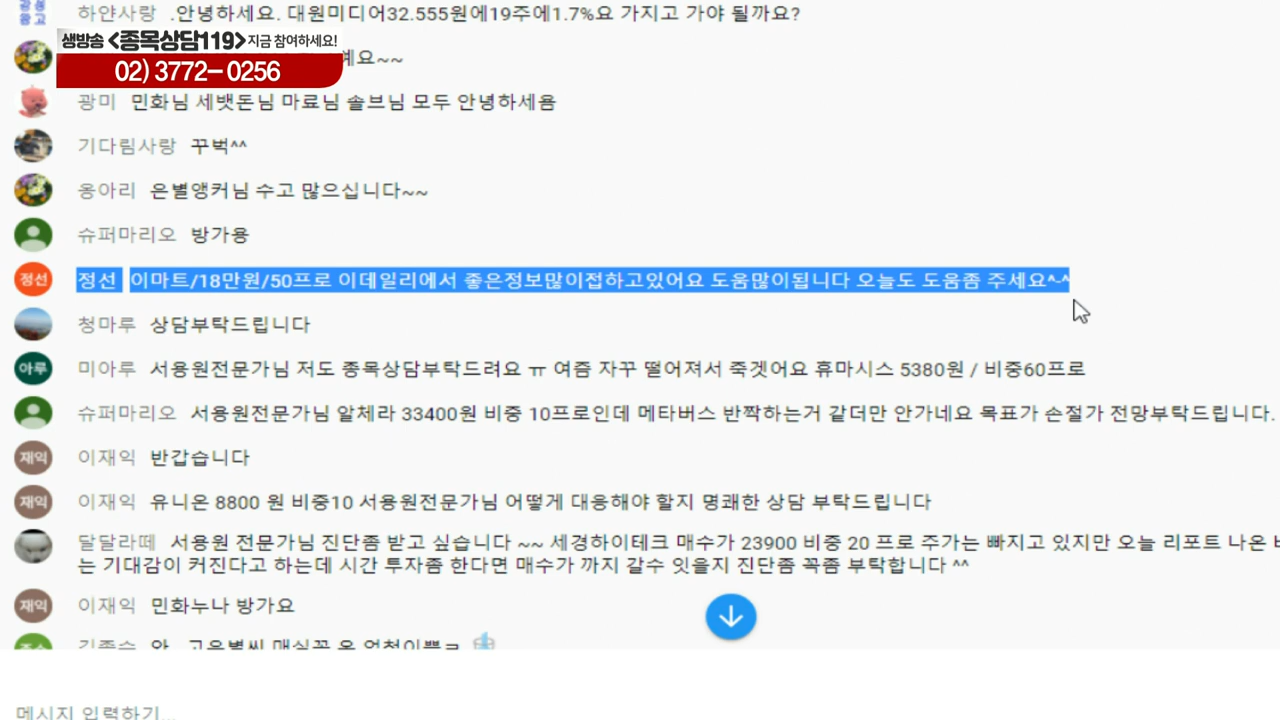 하얀사랑 .안녕하세요. 대원미디어32.555원에19주에1.7%요 가지고 가야 될까요?
생방송 <종목상담119> 지금 참여하세요!
02) 3772-0256
예요~~
광미 민화님 세뱃돈님 마료님 솔브님 모두 안녕하세욤
기다림사랑 꾸벅^^
옹아리 은별앵커님 수고 많으십니다~~
슈퍼마리오 방가용
정선 정선 이마트/18만원/50프로 이데일리에서 좋은정보많이접하고있어요 도움많이됩니다 오늘도 도움좀 주세요^-^
청마루 상담부탁드립니다
아루 미아루 서용원전문가님 저도 종목상담부탁드려요 ㅠ 여즘 자꾸 떨어져서 죽겟어요 휴마시스 5380원 / 비중60프로
슈퍼마리오 서용원전문가님 알체라 33400원 비중 10프로인데 메타버스 반짝하는거 같더만 안가네요 목표가 손절가 전망부탁드립니다.
재익 이재익 반갑습니다
재익 이재익 유니온 8800 원 비중10 서용원전문가님 어떻게 대응해야 할지 명쾌한 상담 부탁드립니다
달달라떼 서용원 전문가님 진단좀 받고 싶습니다 ~~ 세경하이테크 매수가 23900 비중 20 프로 주가는 빠지고 있지만 오늘 리포트 나온
는 기대감이 커진다고 하는데 시간 투자좀 한다면 매수가 까지 갈수 잇을지 진단좀 꼭좀 부탁합니다 ^^
재익 이재익 민화누나 방가요
메시지 입력하기...